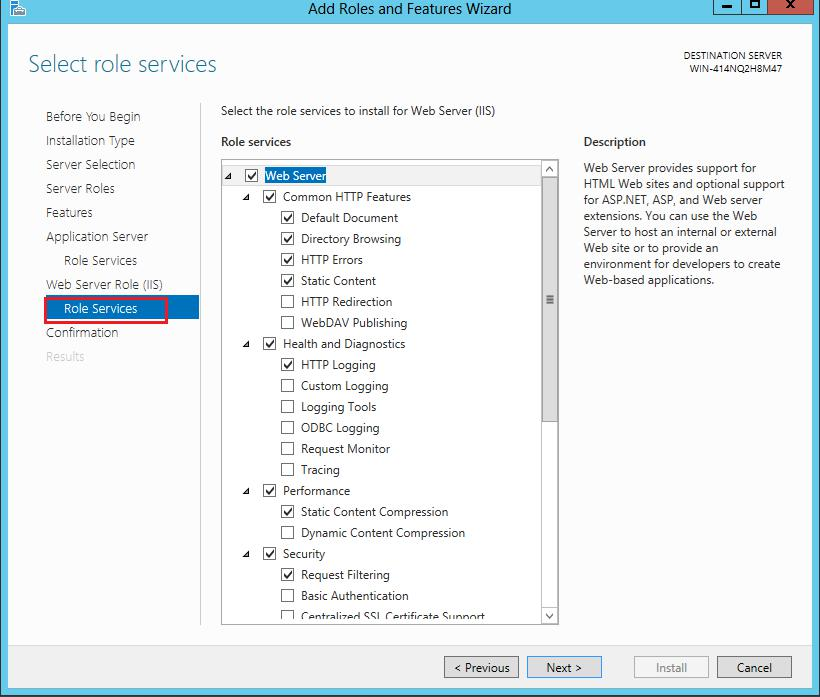 Add Roles and Features Wizard
Select role services
DESTINATION SERVER
WIN-414NQ2H8M47
Before You Begin
Installation Type
Server Selection
Server Roles
Features
Application Server
Role Services
Web Server Role (IIS)
Role Services
Confirmation
Results
Select the role services to install for Web Server (IIS)
Role services
Web Server
Common HTTP Features
Default Document
Directory Browsing
HTTP Errors
Static Content
HTTP Redirection
WebDAV Publishing
Health and Diagnostics
HTTP Logging
Custom Logging
Logging Tools
ODBC Logging
Request Monitor
Tracing
Performance
Static Content Compression
Dynamic Content Compression
Security
Request Filtering
Basic Authentication
Centralized SSL Certificate Support
Description
Web Server provides support for
HTML Web sites and optional support
for ASP.NET, ASP, and Web server
extensions. You can use the Web
Server to host an internal or external
Web site or to provide an
environment for developers to create
Web-based applications.
< Previous
Next >
Install
Cancel